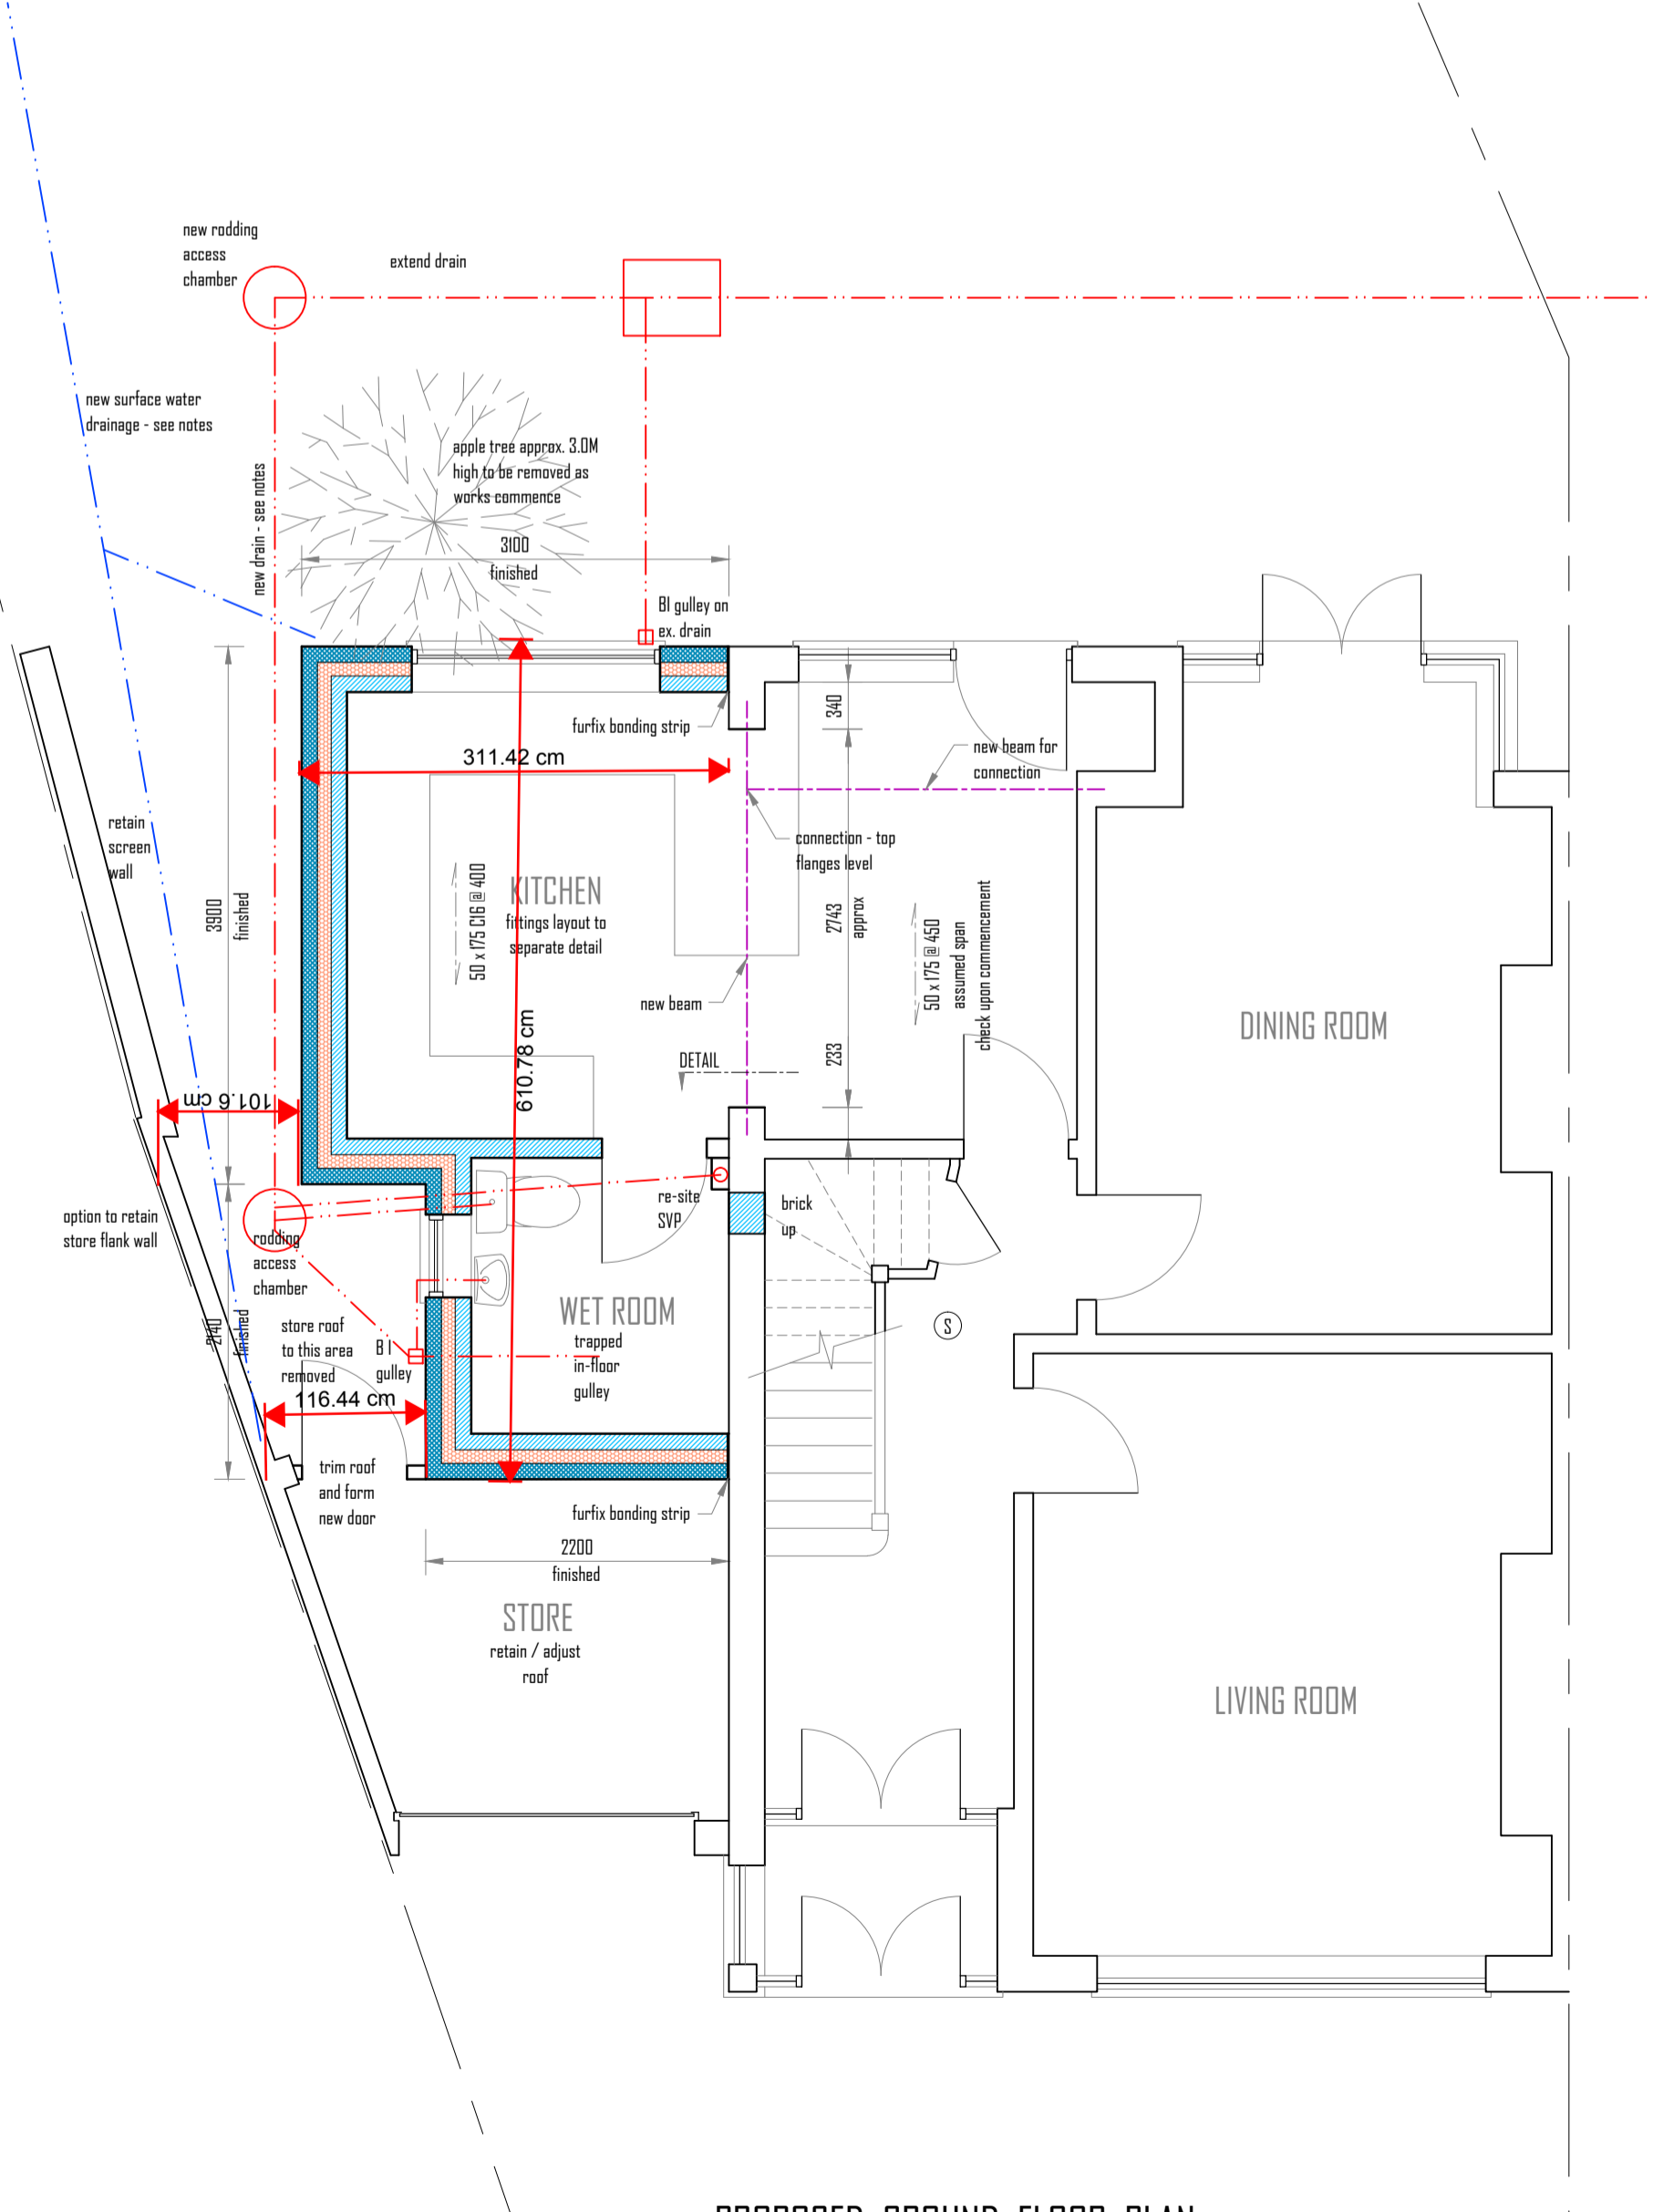 new rodding
access
chamber
extend drain
new surface water
drainage - see notes
new drain - see notes
apple tree approx. 3.0M
high to be removed as
works commence
3100
finished
BI gulley on
ex. drain
furfix bonding strip
340
new beam for
connection
311.42 cm
connection - top
flanges level
retain
screen
wall
3900
finished
50 x 175 C16 @ 400
KITCHEN
fittings layout to
separate detail
2743
approx
50 x 175 @ 450
assumed span
check upon commencement
new beam
DINING ROOM
610.78 cm
233
DETAIL
101.6 cm
option to retain
store flank wall
re-site
SVP
brick
up
rodding
access
chamber
WET ROOM
trapped
in-floor
gulley
S
2140
finished
store roof
to this area
removed
B I
gulley
116.44 cm
trim roof
and form
new door
furfix bonding strip
2200
finished
STORE
retain / adjust
roof
LIVING ROOM
PROPOSED GROUND FLOOR PLAN